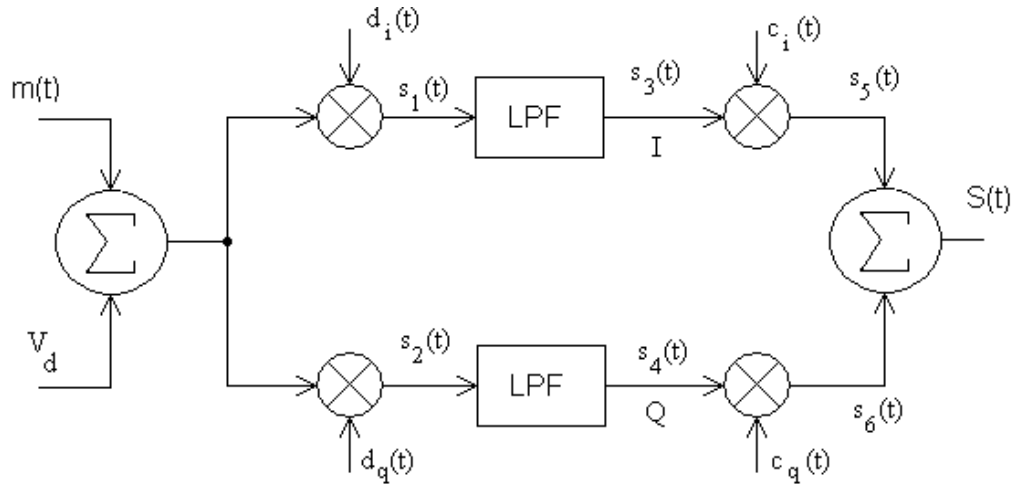 d_i(t)
c_i(t)
m(t)
s_1(t)
LPF
s_3(t)
I
s_5(t)
∑
∑
S(t)
V_d
s_2(t)
LPF
s_4(t)
Q
s_6(t)
d_q(t)
c_q(t)